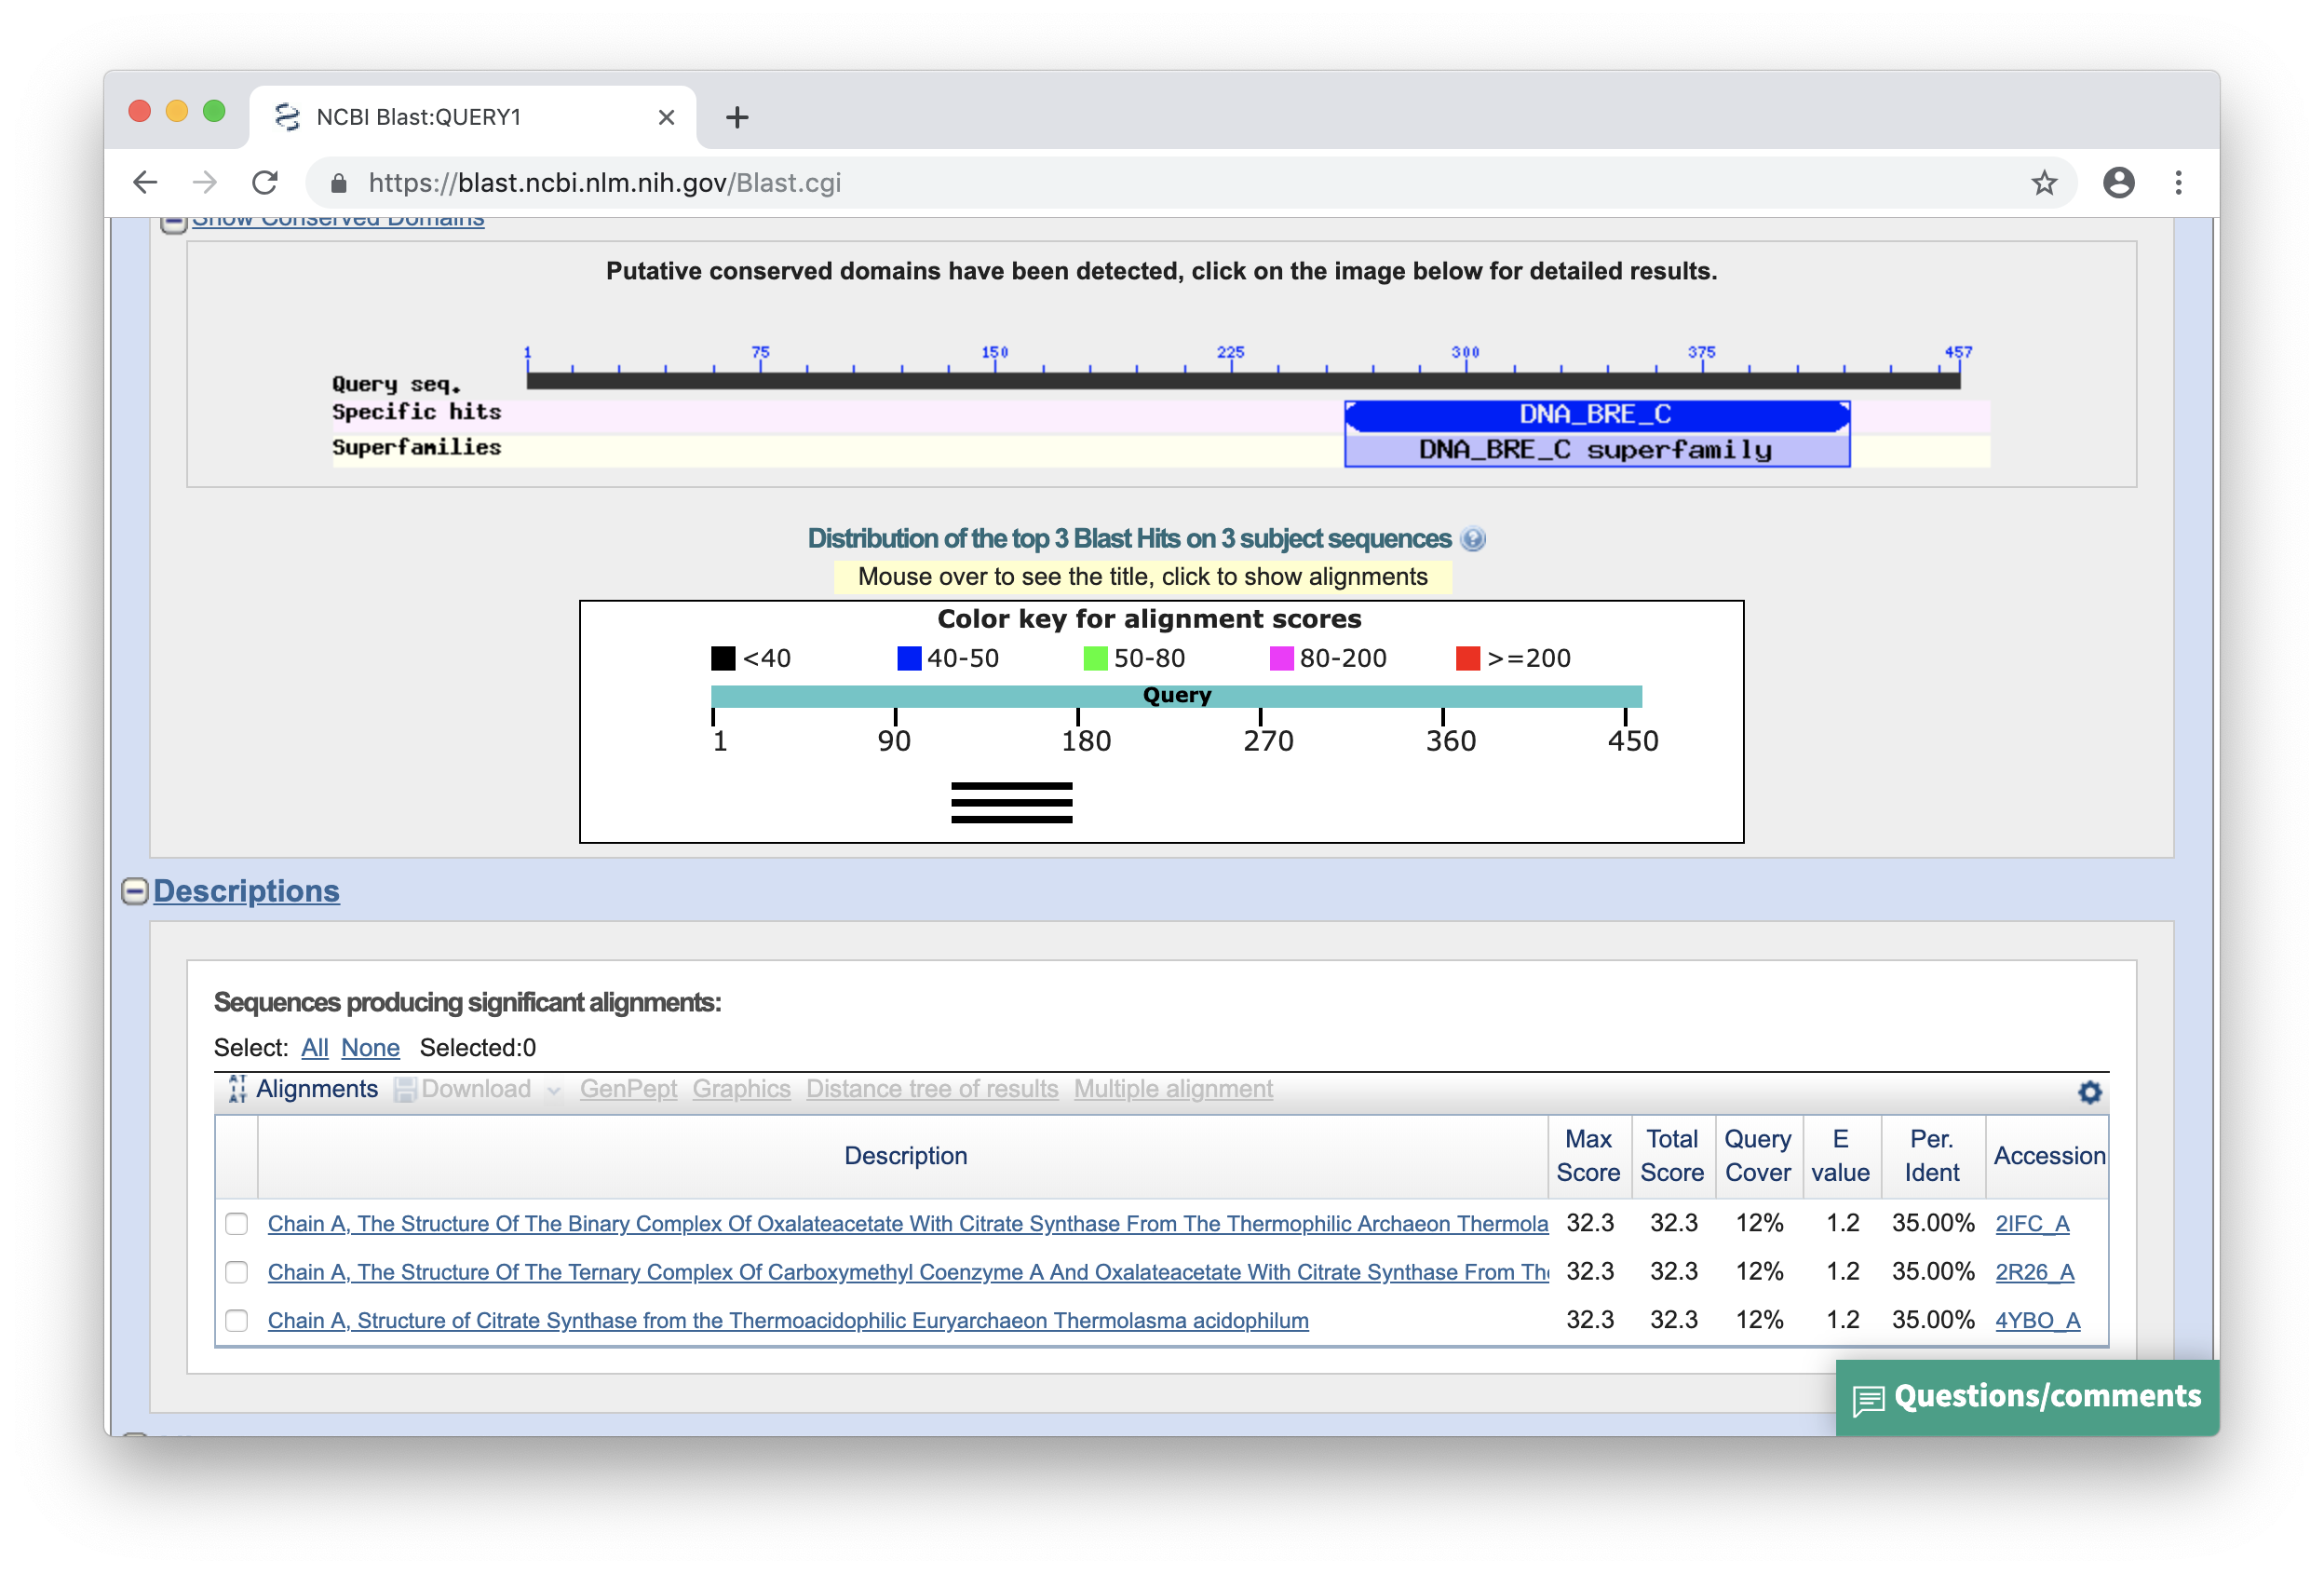 NCBI Blast:QUERY1
https://blast.ncbi.nlm.nih.gov/Blast.cgi
Show Conserved Domains
Putative conserved domains have been detected, click on the image below for detailed results.
1 75 150 225 300 375 457
Query seq.
Specific hits DNA_BRE_C
Superfamilies DNA_BRE_C superfamily
Distribution of the top 3 Blast Hits on 3 subject sequences ?
Mouse over to see the title, click to show alignments
Color key for alignment scores
<40 40-50 50-80 80-200 >=200
Query
1 90 180 270 360 450
Descriptions
Sequences producing significant alignments:
Select: All None Selected:0
Alignments Download GenPept Graphics Distance tree of results Multiple alignment
Description Max Score Total Score Query Cover E value Per. Ident Accession
Chain A, The Structure Of The Binary Complex Of Oxalateacetate With Citrate Synthase From The Thermophilic Archaeon Thermola 32.3 32.3 12% 1.2 35.00% 2IFC_A
Chain A, The Structure Of The Ternary Complex Of Carboxymethyl Coenzyme A And Oxalateacetate With Citrate Synthase From The 32.3 32.3 12% 1.2 35.00% 2R26_A
Chain A, Structure of Citrate Synthase from the Thermoacidophilic Euryarchaeon Thermolasma acidophilum 32.3 32.3 12% 1.2 35.00% 4YBO_A
Questions/comments